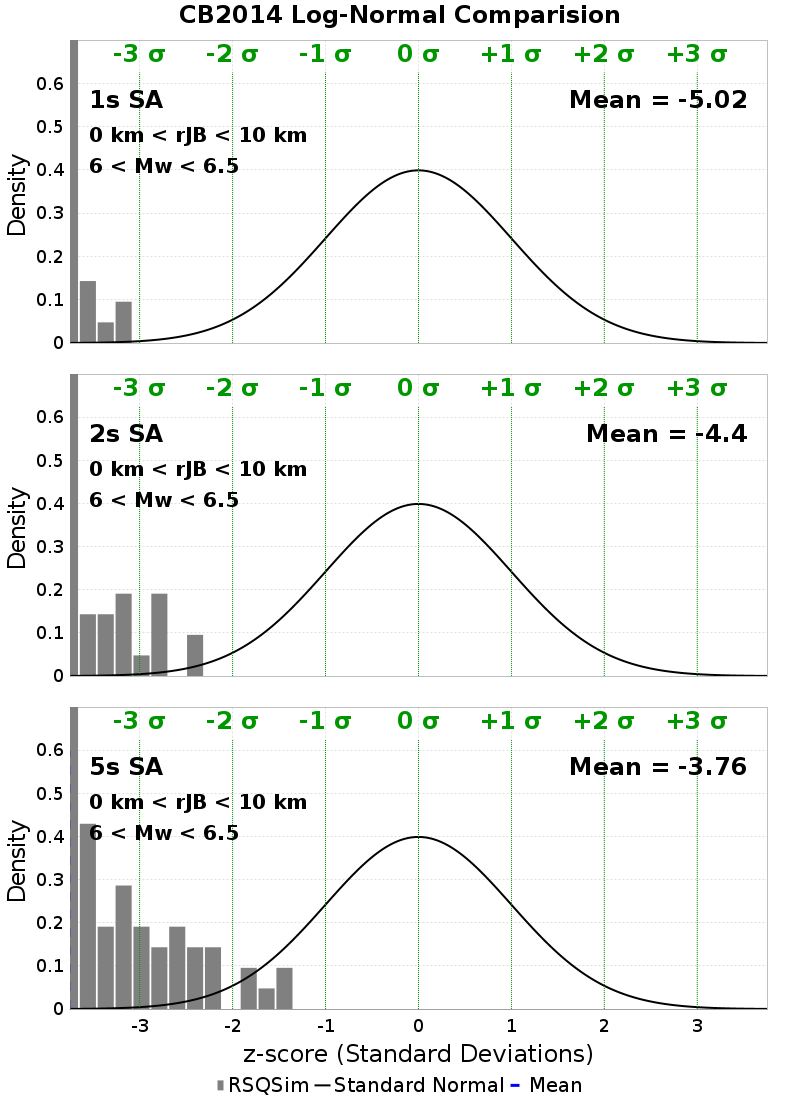 CB2014 Log-Normal Comparision
-3 σ -2 σ -1 σ 0 σ +1 σ +2 σ +3 σ
0.6
1s SA Mean = -5.02
0.5
0 km < rJB < 10 km
6 < Mw < 6.5
0.4
0.3
0.2
0.1
0
Density
-3 σ -2 σ -1 σ 0 σ +1 σ +2 σ +3 σ
0.6
2s SA Mean = -4.4
0.5
0 km < rJB < 10 km
6 < Mw < 6.5
0.4
0.3
0.2
0.1
0
Density
-3 σ -2 σ -1 σ 0 σ +1 σ +2 σ +3 σ
0.6
5s SA Mean = -3.76
0.5
0 km < rJB < 10 km
6 < Mw < 6.5
0.4
0.3
0.2
0.1
0
Density
-3 -2 -1 0 1 2 3
z-score (Standard Deviations)
RSQSim Standard Normal Mean